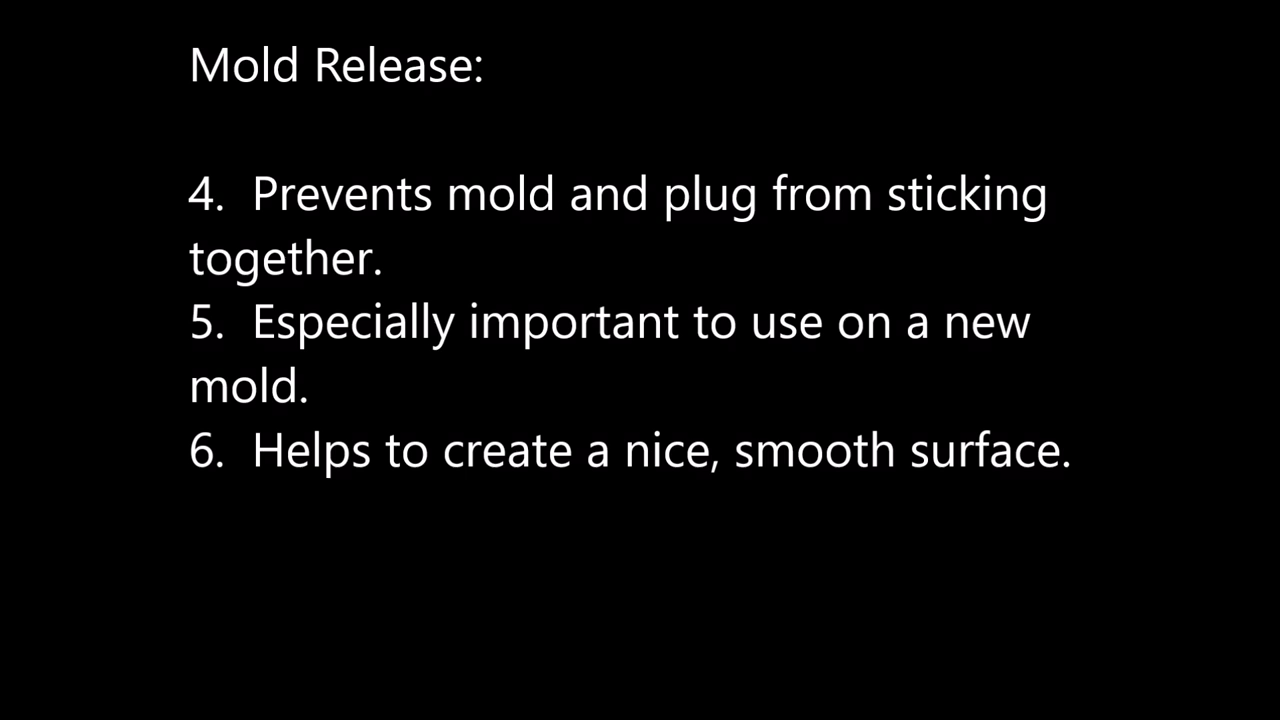 Mold Release:
4.  Prevents mold and plug from sticking
together.
5.  Especially important to use on a new
mold.
6.  Helps to create a nice, smooth surface.